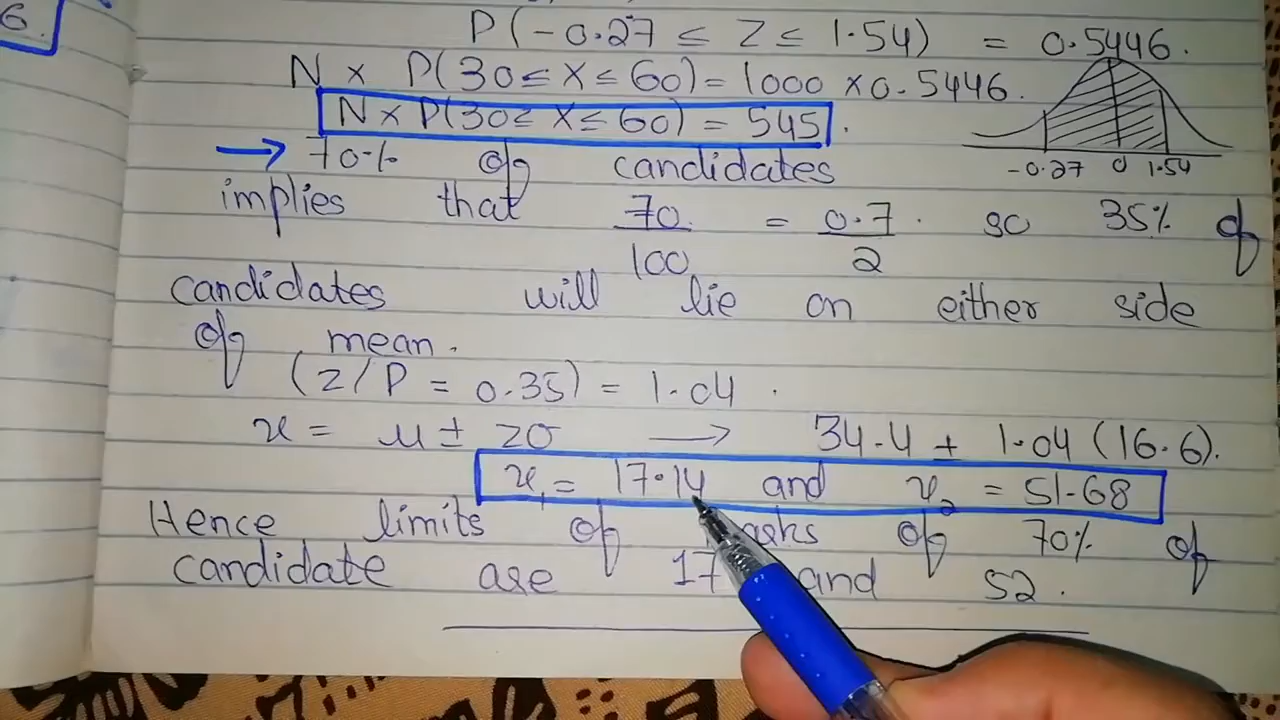 6.
P(-0.27 ≤ Z ≤ 1.54) = 0.5446.
N × P(30 ≤ X ≤ 60) = 1000 × 0.5446.
N × P(30 ≤ X ≤ 60) = 545.
-0.27 0 1.54
→ 70% of candidates
implies that 70/100 = 0.7/2 . so 35% of
candidates will lie on either side
of mean.
(Z/P = 0.35) = 1.04 .
x = μ ± zσ → 34.4 ± 1.04 (16.6).
x₁ = 17.14 and x₂ = 51.68
Hence limits of of 70% of
candidate are 17 and 52.